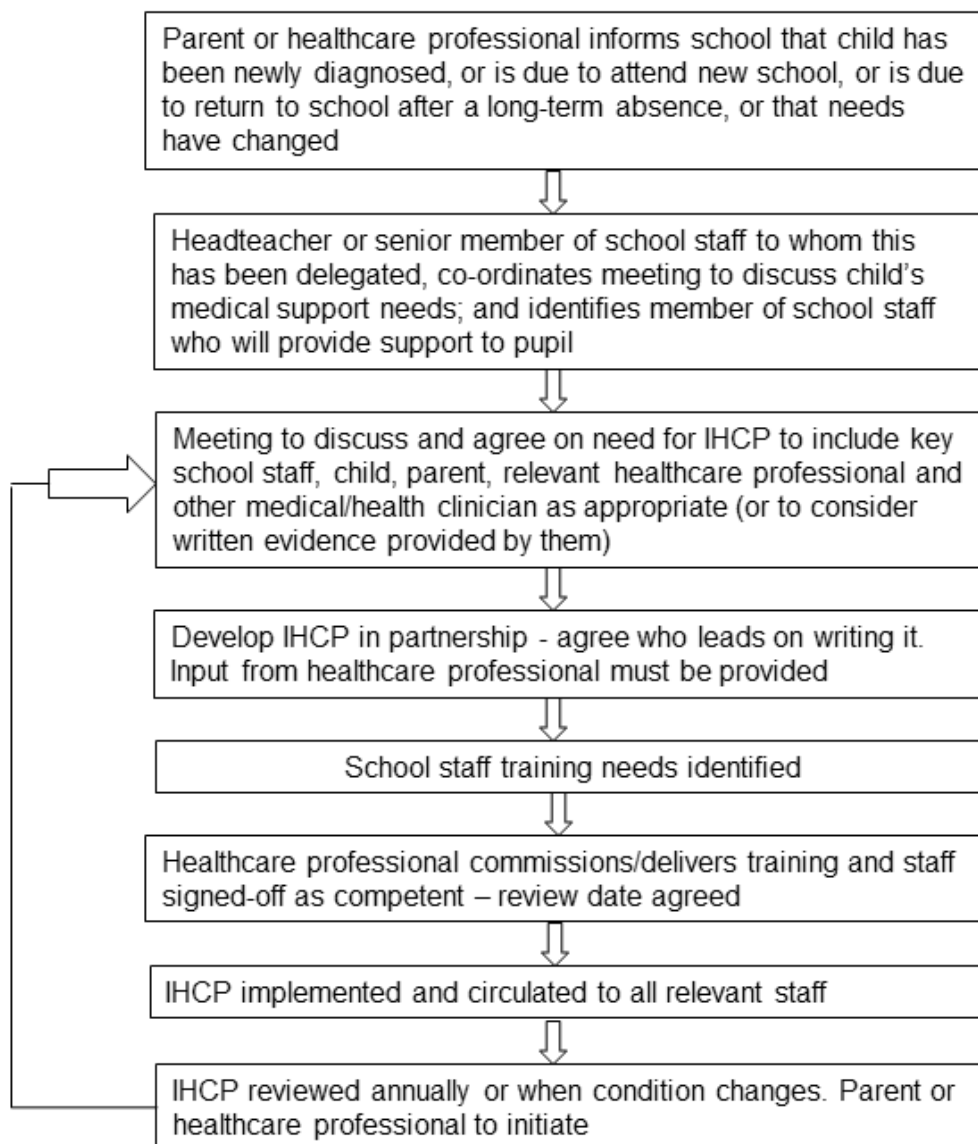 Parent or healthcare professional informs school that child has
been newly diagnosed, or is due to attend new school, or is due
to return to school after a long-term absence, or that needs
have changed
Headteacher or senior member of school staff to whom this
has been delegated, co-ordinates meeting to discuss child’s
medical support needs; and identifies member of school staff
who will provide support to pupil
Meeting to discuss and agree on need for IHCP to include key
school staff, child, parent, relevant healthcare professional and
other medical/health clinician as appropriate (or to consider
written evidence provided by them)
Develop IHCP in partnership - agree who leads on writing it.
Input from healthcare professional must be provided
School staff training needs identified
Healthcare professional commissions/delivers training and staff
signed-off as competent – review date agreed
IHCP implemented and circulated to all relevant staff
IHCP reviewed annually or when condition changes. Parent or
healthcare professional to initiate